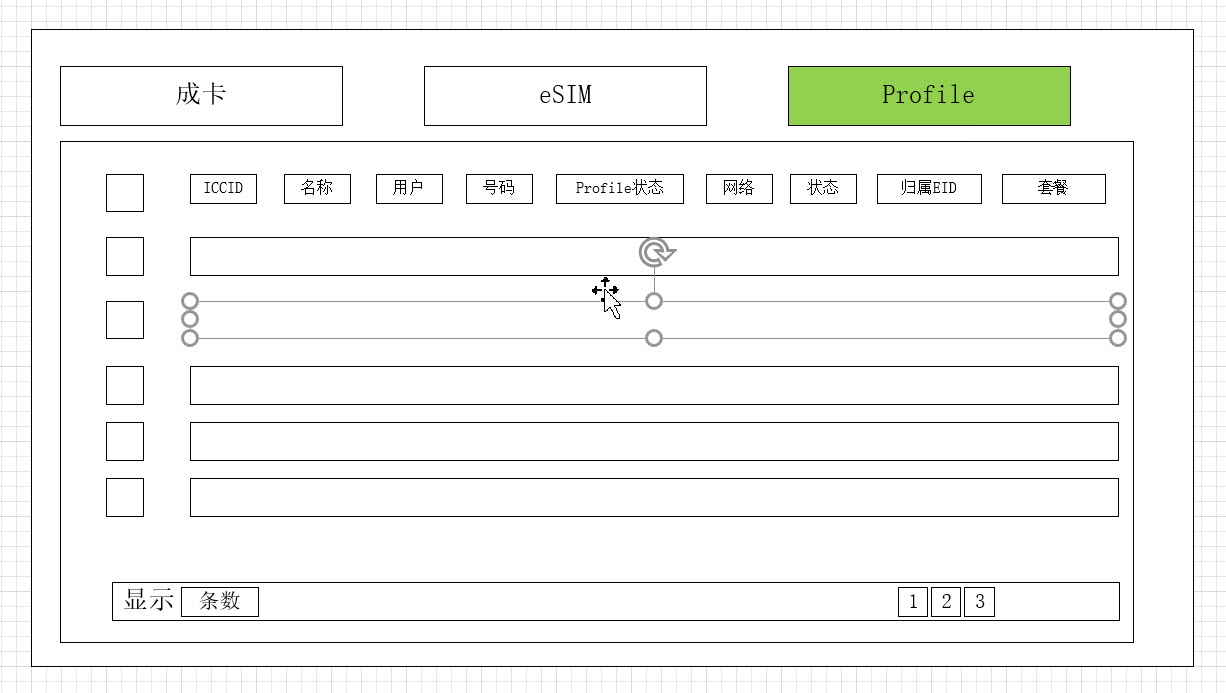 成卡 eSIM Profile
ICCID 名称 用户 号码 Profile状态 网络 状态 归属EID 套餐
显示 条数 1 2 3